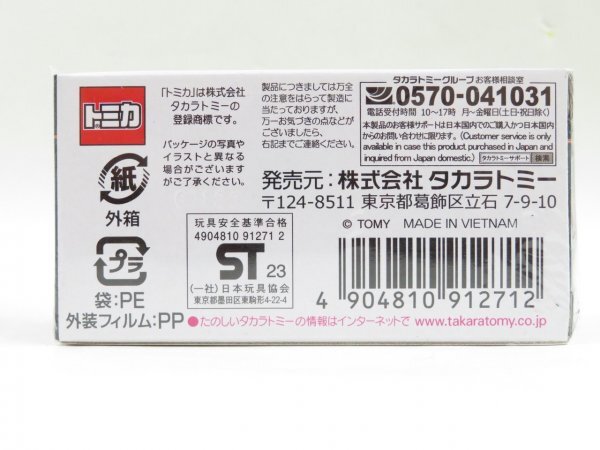 トミカ
「トミカ」は株式会社
タカラトミーの
登録商標です。
パッケージの写真や
イラストと異なる
場合がございますが
がご了承ください。
製品につきましては万全
の注意をはらって製造に
当たっておりますが、
万一お気づきの点などが
ございましたら、
右記までご連絡ください。
タカラトミーグループ お客様相談室
0570-041031
電話受付時間 10〜17時 月〜金曜日(土日・祝日除く)
本製品のお客様サポートは日本国内でのご購入かつ日本国内
からのお問い合わせに限ります。(Customer service is only
available in case this product purchased in Japan and
inquired from Japan domestic.) タカラトミーサポート 検索
紙
外箱
プラ
袋:PE
外装フィルム:PP
発売元:株式会社 タカラトミー
〒124-8511 東京都葛飾区立石 7-9-10
© TOMY MADE IN VIETNAM
玩具安全基準合格
4904810 91271 2
ST 23
(一社)日本玩具協会
東京都墨田区東駒形4-22-4
4 904810 912712
●たのしいタカラトミーの情報はインターネットで www.takaratomy.co.jp